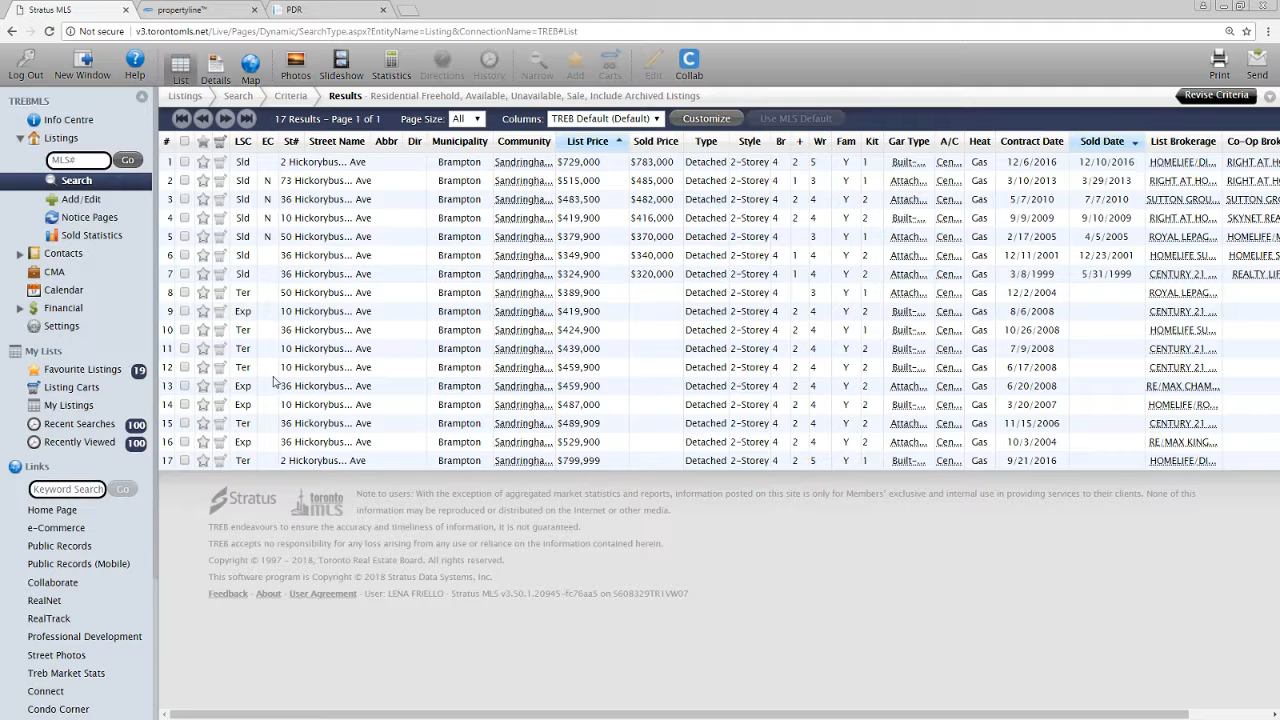 Stratus MLS propertyline™ PDR
Not secure v3.torontomls.net/Live/Pages/Dynamic/SearchType.aspx?EntityName=Listing&ConnectionName=TREB#List
Log Out New Window Help List Details Map Photos Slideshow Statistics Directions History Narrow Add Carts Edit Collab Print Send
TREBMLS
Info Centre
Listings
MLS# Go
Search
Add/Edit
Notice Pages
Sold Statistics
Contacts
CMA
Calendar
Financial
Settings
My Lists
Favourite Listings 19
Listing Carts
My Listings
Recent Searches 100
Recently Viewed 100
Links
Keyword Search Go
Home Page
e-Commerce
Public Records
Public Records (Mobile)
Collaborate
RealNet
RealTrack
Professional Development
Street Photos
Treb Market Stats
Connect
Condo Corner
Listings Search Criteria Results - Residential Freehold, Available, Unavailable, Sale, Include Archived Listings Revise Criteria
17 Results - Page 1 of 1 Page Size: All Columns: TREB Default (Default) Customize Use MLS Default
# LSC EC St# Street Name Abbr Dir Municipality Community List Price Sold Price Type Style Br + Wr Fam Kit Gar Type A/C Heat Contract Date Sold Date List Brokerage Co-Op Brok
1 Sld 2 Hickorybus... Ave Brampton Sandringha... $729,000 $783,000 Detached 2-Storey 4 2 4 Y 2 Built-... Cen... Gas 12/6/2016 12/10/2016 HOMELIFE/DI... RIGHT AT HO
2 Sld N 73 Hickorybus... Ave Brampton Sandringha... $515,000 $485,000 Detached 2-Storey 4 1 3 Y 1 Attach... Cen... Gas 3/10/2013 3/29/2013 RIGHT AT HO... RIGHT AT HO
3 Sld N 36 Hickorybus... Ave Brampton Sandringha... $483,500 $482,000 Detached 2-Storey 4 2 4 Y 2 Attach... Cen... Gas 5/7/2010 7/7/2010 SUTTON GROU... SUTTON GRO
4 Sld N 10 Hickorybus... Ave Brampton Sandringha... $419,900 $416,000 Detached 2-Storey 4 2 4 Y 2 Built-... Cen... Gas 9/9/2009 9/10/2009 RIGHT AT HO... SKYNET REA
5 Sld N 50 Hickorybus... Ave Brampton Sandringha... $379,900 $370,000 Detached 2-Storey 4 3 Y 1 Attach... Cen... Gas 2/17/2005 4/5/2005 ROYAL LEPAG... HOMELIFE/M
6 Sld 36 Hickorybus... Ave Brampton Sandringha... $349,900 $340,000 Detached 2-Storey 4 1 4 Y 1 Attach... Cen... Gas 12/11/2001 12/23/2001 HOMELIFE SU... HOMELIFE SU
7 Sld 36 Hickorybus... Ave Brampton Sandringha... $324,900 $320,000 Detached 2-Storey 4 1 4 Y 1 Attach... Cen... Gas 3/8/1999 3/31/1999 CENTURY 21... REALTY LIF
8 Ter 50 Hickorybus... Ave Brampton Sandringha... $389,900 Detached 2-Storey 4 3 Y 1 Attach... Cen... Gas 12/2/2004 ROYAL LEPAG...
9 Exp 10 Hickorybus... Ave Brampton Sandringha... $419,900 Detached 2-Storey 4 2 4 Y 2 Built-... Cen... Gas 8/6/2008 CENTURY 21...
10 Ter 36 Hickorybus... Ave Brampton Sandringha... $424,900 Detached 2-Storey 4 2 4 Y 1 Attach... Cen... Gas 10/26/2008 HOMELIFE SU...
11 Ter 10 Hickorybus... Ave Brampton Sandringha... $439,900 Detached 2-Storey 4 2 4 Y 1 Built-... Cen... Gas 7/9/2008 CENTURY 21...
12 Ter 10 Hickorybus... Ave Brampton Sandringha... $459,900 Detached 2-Storey 4 2 4 Y 2 Built-... Cen... Gas 6/17/2008 CENTURY 21...
13 Exp 36 Hickorybus... Ave Brampton Sandringha... $459,900 Detached 2-Storey 4 2 4 Y 1 Attach... Cen... Gas 6/20/2008 RE/MAX CHAM...
14 Exp 10 Hickorybus... Ave Brampton Sandringha... $487,000 Detached 2-Storey 4 2 4 Y 1 Built-... Cen... Gas 3/20/2007 HOMELIFE/RO...
15 Ter 36 Hickorybus... Ave Brampton Sandringha... $489,909 Detached 2-Storey 4 2 4 Y 1 Attach... Cen... Gas 11/15/2006 CENTURY 21...
16 Exp 36 Hickorybus... Ave Brampton Sandringha... $529,900 Detached 2-Storey 4 2 4 Y 1 Attach... Cen... Gas 10/3/2004 RE/MAX KING...
17 Ter 2 Hickorybus... Ave Brampton Sandringha... $799,999 Detached 2-Storey 4 2 5 Y 1 Built-... Cen... Gas 9/21/2016 HOMELIFE/DI...
Stratus toronto MLS Note to users: With the exception of aggregated market statistics and reports, information posted on this site is only for Members' exclusive and internal use in providing services to their clients. None of this
information may be reproduced or distributed on the Internet or other media.
TREB endeavours to ensure the accuracy and timeliness of information, it is not guaranteed.
TREB accepts no responsibility for any loss arising from any use or reliance on the information contained herein.
Copyright © 1997 - 2018, Toronto Real Estate Board. All rights reserved.
This software program is Copyright © 2018 Stratus Data Systems, Inc.
Feedback - About - User Agreement - User: LENA FRIELLO - Stratus MLS v3.50.1.20945-fc76aa5 on S608329TR1VW07